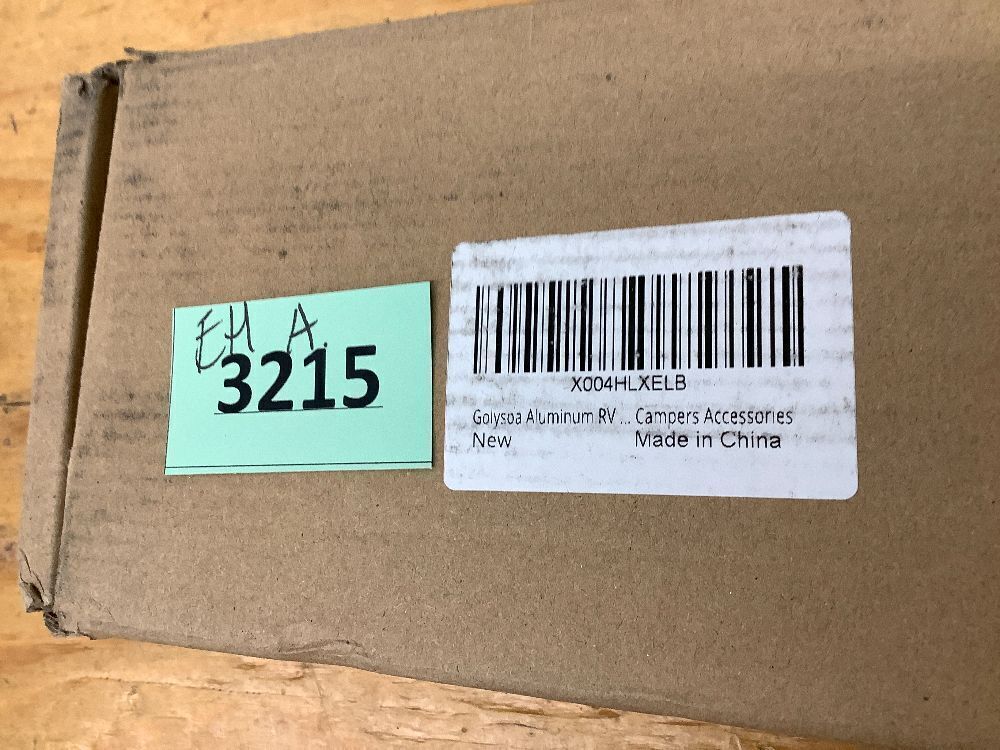 EH A.
3215
X004HLXELB
Golysoa Aluminum RV ... Campers Accessories
New Made in China